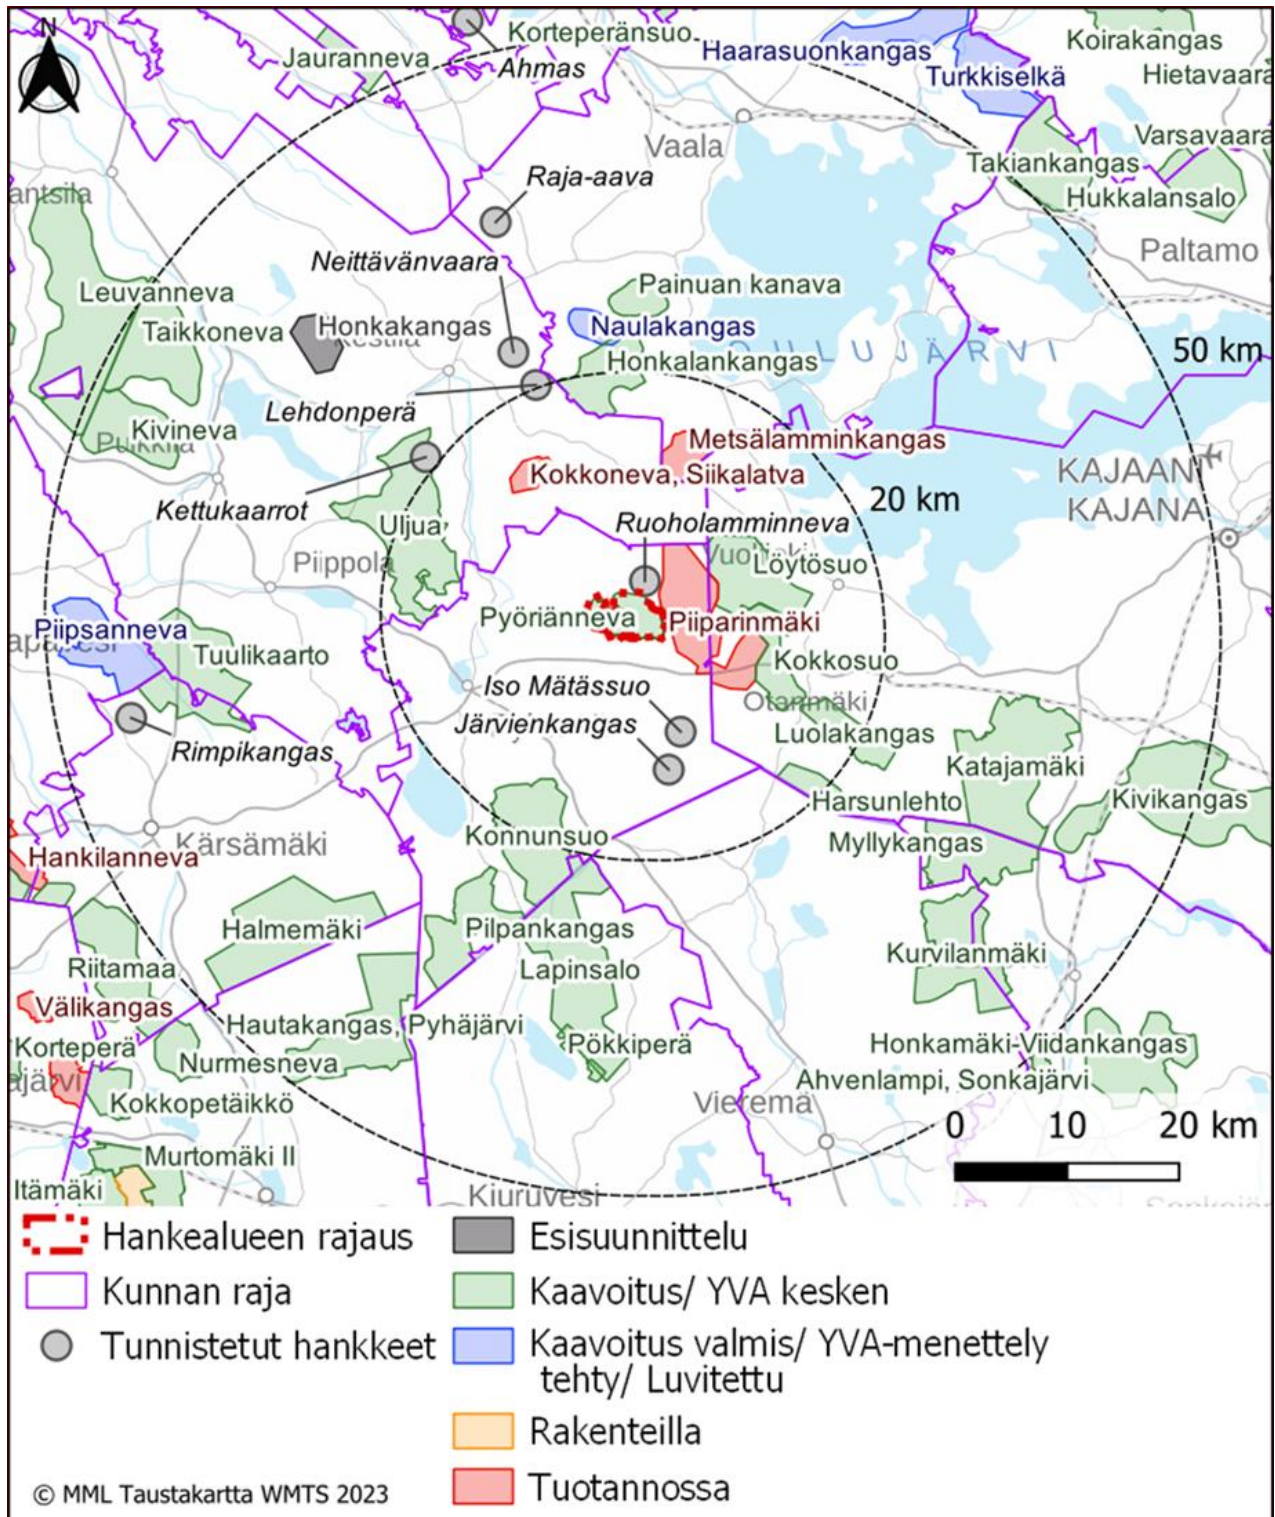 N
Jauranneva
Korteperänsuo
Ahmas
Haarasuonkangas
Turkkiselkä
Koirakangas
Hietavaara
Vaala
Varsavaara
Takiankangas
Hukkalansalo
Paltamo
antsila
Raja-aava
Neittävänvaara
Painuan kanava
Leuvanneva
Taikkoneva
Honkakangas
Naulakangas
OULUJÄRVI
50 km
Honkalankangas
Lehdonperä
Kivineva
Metsälamminkangas
Kokkoneva, Siikalatva
KAJAANI
KAJANA
20 km
Kettukaarrot
Uljua
Ruoholamminneva
Piippola
Löytösuo
Pyöriänneva
Piiparinmäki
Piipsanneva
Tuulikaarto
Kokkosuo
Iso Mätässuo
Otanmäki
Järvienkangas
Luolakangas
Rimpikangas
Katajamäki
Harsunlehto
Kivikangas
Kärsämäki
Konnunsuo
Myllykangas
Hankilanneva
Halmemäki
Pilpankangas
Kurvilanmäki
Riitamaa
Lapinsalo
Välikangas
Hautakangas, Pyhäjärvi
Korteperä
Pökkiperä
Honkamäki-Viidankangas
ajärvi
Nurmesneva
Ahvenlampi, Sonkajärvi
Kokkopetäikkö
Vieremä
0 10 20 km
Murtomäki II
Itämäki
Kiuruvesi
Hankealueen rajaus
Kunnan raja
Tunnistetut hankkeet
Esisuunnittelu
Kaavoitus/ YVA kesken
Kaavoitus valmis/ YVA-menettely
tehty/ Luvitettu
Rakenteilla
Tuotannossa
© MML Taustakartta WMTS 2023